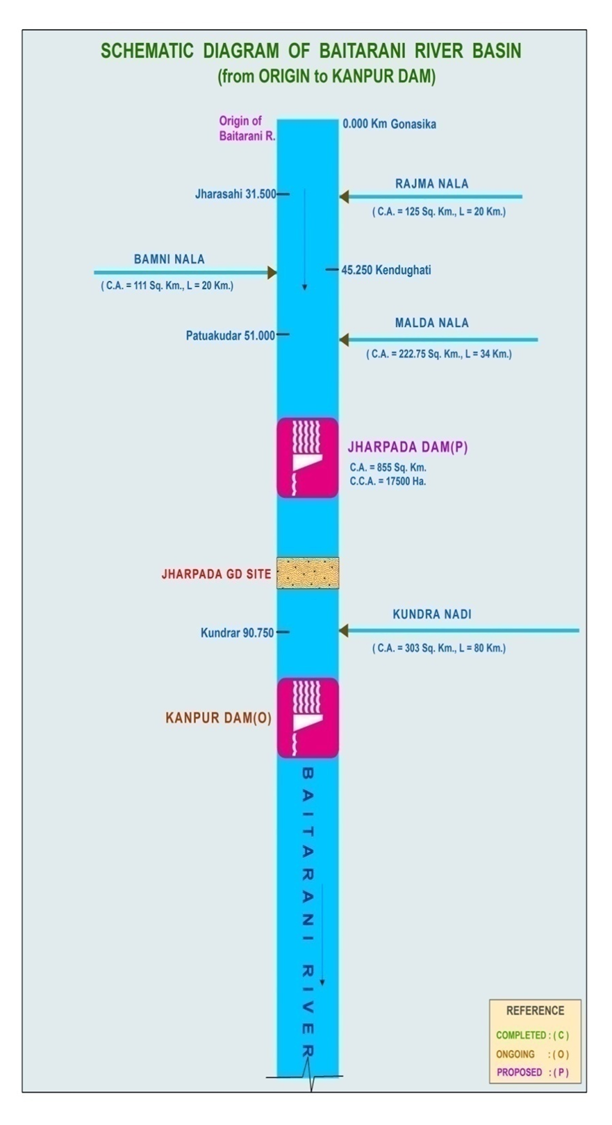 SCHEMATIC DIAGRAM OF BAITARANI RIVER BASIN
(from ORIGIN to KANPUR DAM)
Origin of
Baitarani R.
0.000 Km Gonasika
Jharasahi 31.500
RAJMA NALA
( C.A. = 125 Sq. Km., L = 20 Km.)
BAMNI NALA
( C.A. = 111 Sq. Km., L = 20 Km.)
45.250 Kendughati
Patuakudar 51.000
MALDA NALA
( C.A. = 222.75 Sq. Km., L = 34 Km.)
JHARPADA DAM(P)
C.A. = 855 Sq. Km.
C.C.A. = 17500 Ha.
JHARPADA GD SITE
Kundrar 90.750
KUNDRA NADI
( C.A. = 303 Sq. Km., L = 80 Km.)
KANPUR DAM(O)
BAITARANI RIVER
REFERENCE
COMPLETED : ( C )
ONGOING : ( O )
PROPOSED : ( P )